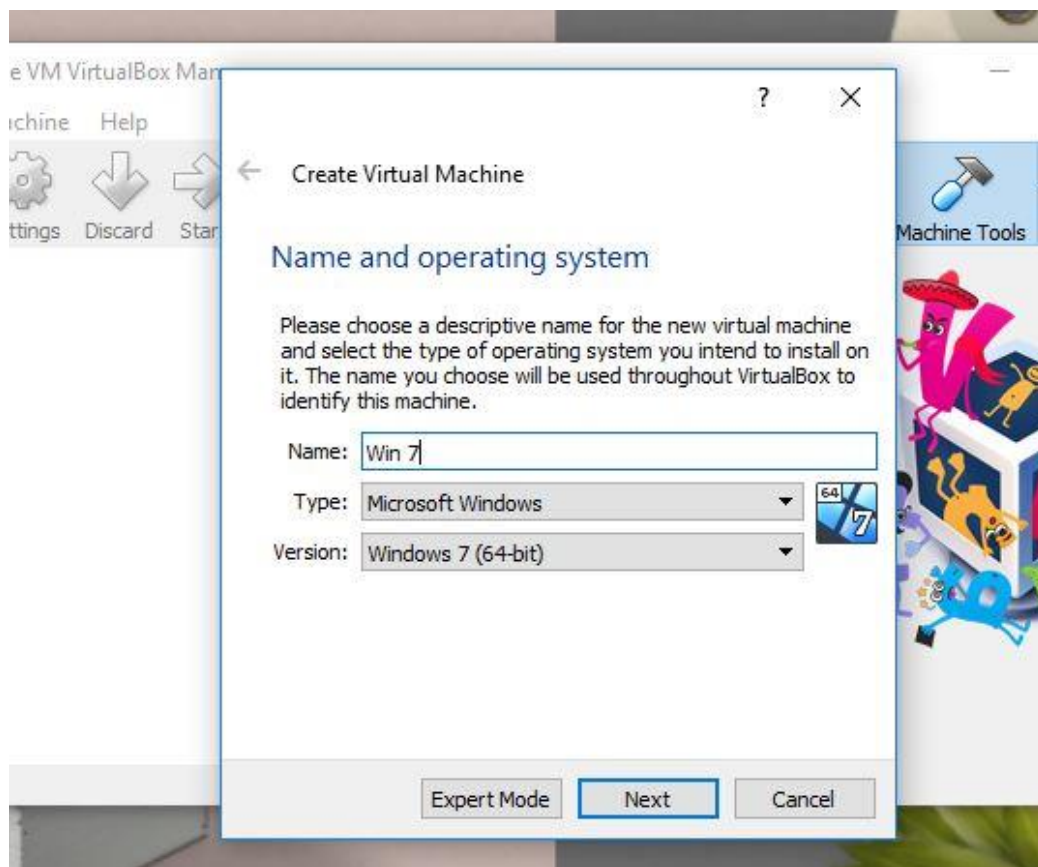 e VM VirtualBox Man
achine Help
ttings Discard Star
Machine Tools
?
Create Virtual Machine
Name and operating system
Please choose a descriptive name for the new virtual machine
and select the type of operating system you intend to install on
it. The name you choose will be used throughout VirtualBox to
identify this machine.
Name: Win 7
Type: Microsoft Windows
64
7
Version: Windows 7 (64-bit)
Expert Mode Next Cancel